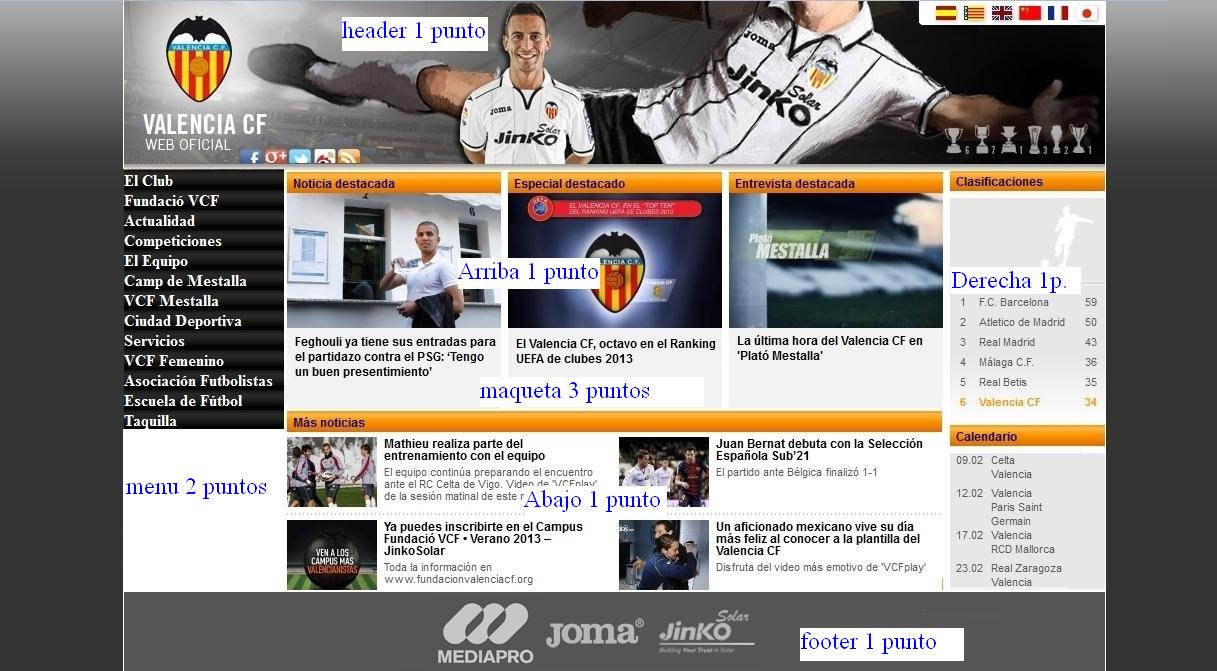 header 1 punto
VALENCIA C.F.
VALENCIA CF
WEB OFICIAL
joma
JinKO
Solar
joma
JinKO
Solar
6 7 1 3 2 1
El Club
Fundació VCF
Actualidad
Competiciones
El Equipo
Camp de Mestalla
VCF Mestalla
Ciudad Deportiva
Servicios
VCF Femenino
Asociación Futbolistas
Escuela de Fútbol
Taquilla
menu 2 puntos
Noticia destacada
6
Feghouli ya tiene sus entradas para
el partidazo contra el PSG: ‘Tengo
un buen presentimiento’
Especial destacado
EL VALENCIA CF, EN EL "TOP TEN"
DEL RANKING UEFA DE CLUBES 2013
UEFA
Arriba 1 punto
El Valencia CF, octavo en el Ranking
UEFA de clubes 2013
Entrevista destacada
Plató
MESTALLA
La última hora del Valencia CF en
'Plató Mestalla'
maqueta 3 puntos
Más noticias
Mathieu realiza parte del
entrenamiento con el equipo
El equipo continúa preparando el encuentro
ante el RC Celta de Vigo. Video de 'VCFplay'
de la sesión matinal de este
Juan Bernat debuta con la Selección
Española Sub'21
El partido ante Bélgica finalizó 1-1
Abajo 1 punto
VEN A LOS
CAMPUS MÁS
VALENCIANISTAS
Ya puedes inscribirte en el Campus
Fundació VCF • Verano 2013 –
JinkoSolar
Toda la información en
www.fundacionvalenciacf.org
Un aficionado mexicano vive su día
más feliz al conocer a la plantilla del
Valencia CF
Disfruta del video más emotivo de 'VCFplay'
Clasificaciones
Derecha 1p.
1 F.C. Barcelona 59
2 Atletico de Madrid 50
3 Real Madrid 43
4 Málaga C.F. 36
5 Real Betis 35
6 Valencia CF 34
Calendario
09.02 Celta
Valencia
12.02 Valencia
Paris Saint
Germain
17.02 Valencia
RCD Mallorca
23.02 Real Zaragoza
Valencia
MEDIAPRO
joma®
JinKO
Solar
Building Your Trust in Solar
footer 1 punto